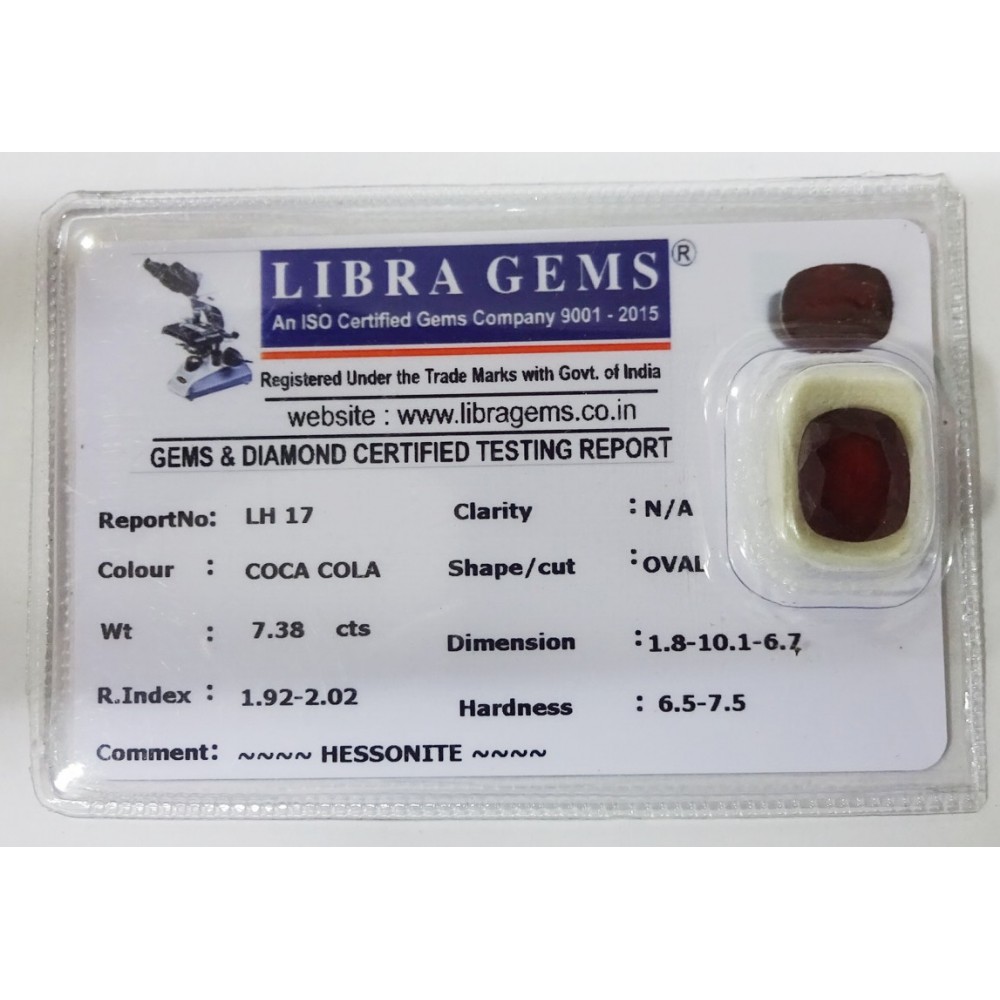 LIBRA GEMS®
An ISO Certified Gems Company 9001 - 2015
Registered Under the Trade Marks with Govt. of India
website : www.libragems.co.in
GEMS & DIAMOND CERTIFIED TESTING REPORT
ReportNo: LH 17 Clarity : N/A
Colour : COCA COLA Shape/cut : OVAL
Wt : 7.38 cts Dimension : 1.8-10.1-6.7
R.Index : 1.92-2.02 Hardness : 6.5-7.5
Comment: ~~~~ HESSONITE ~~~~